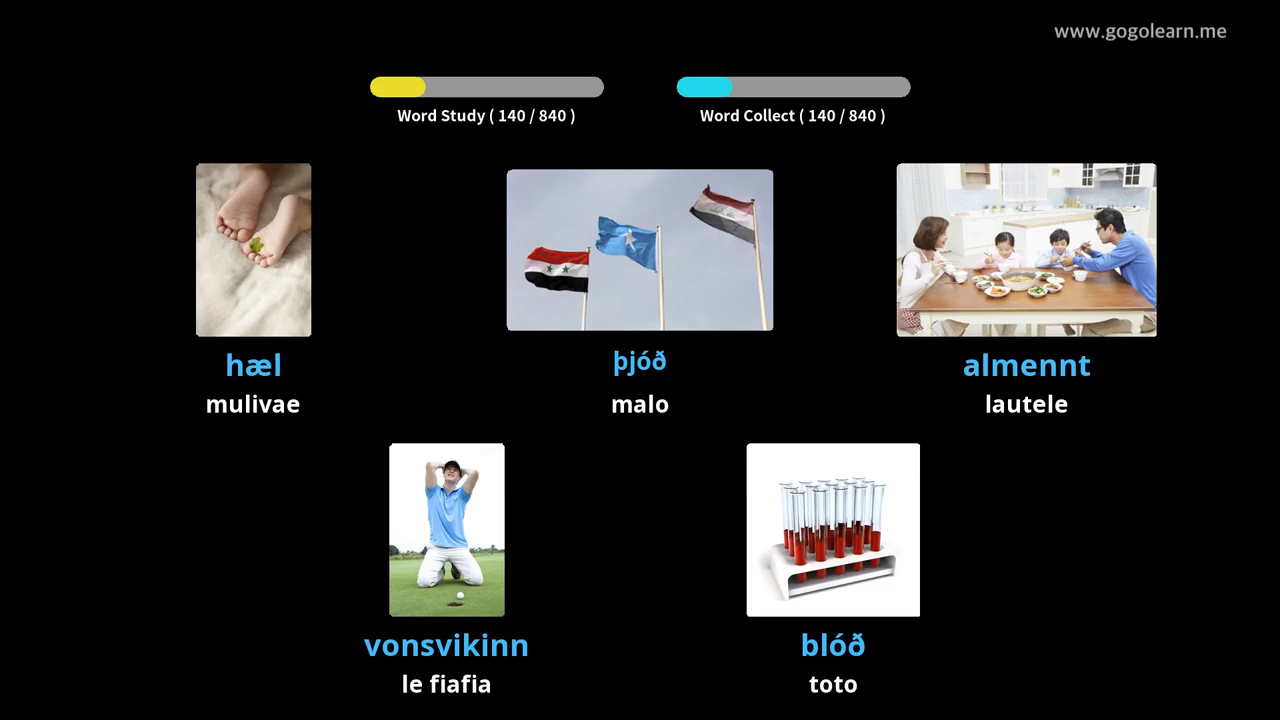 www.gogolearn.me
Word Study ( 140 / 840 )
Word Collect ( 140 / 840 )
hæl
mulivae
þjóð
malo
almennt
lautele
vonsvikinn
le fiafia
blóð
toto